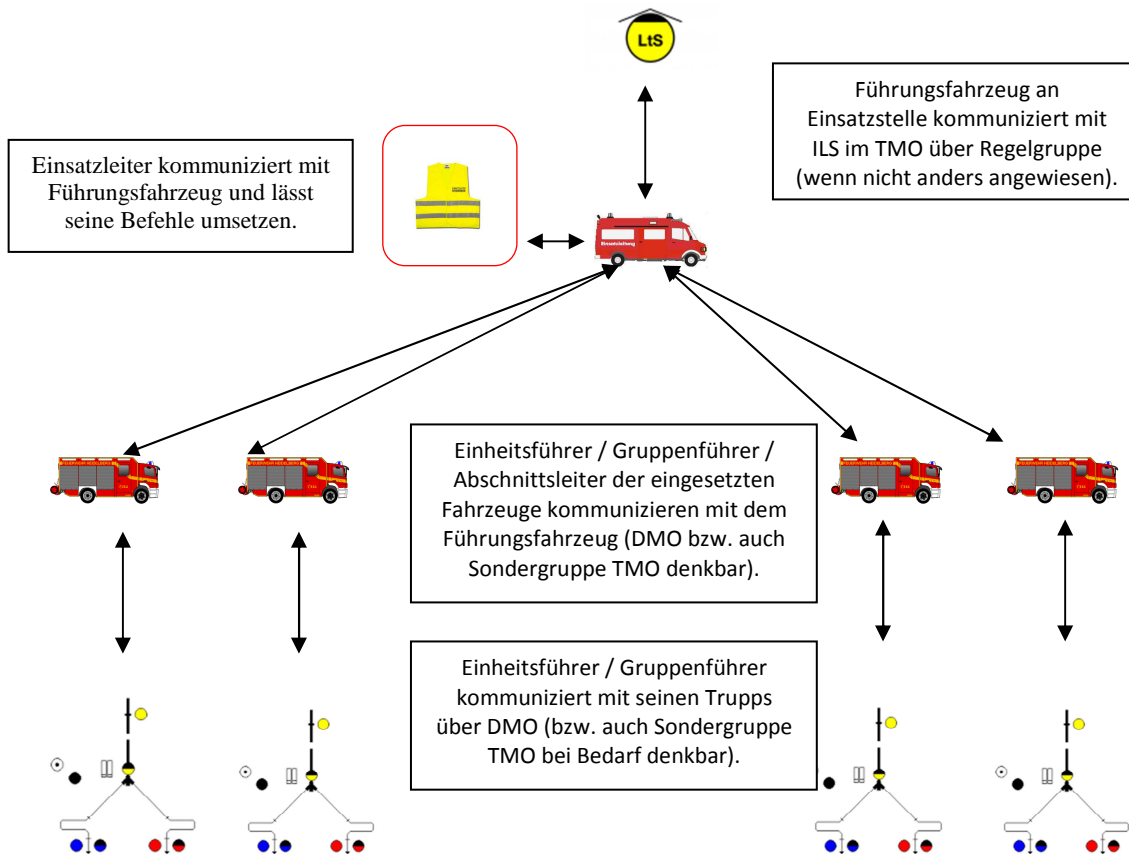 LtS
Führungsfahrzeug an
Einsatzstelle kommuniziert mit
ILS im TMO über Regelgruppe
(wenn nicht anders angewiesen).
Einsatzleiter kommuniziert mit
Führungsfahrzeug und lässt
seine Befehle umsetzen.
Einsatzleitung
Einheitsführer / Gruppenführer /
Abschnittsleiter der eingesetzten
Fahrzeuge kommunizieren mit dem
Führungsfahrzeug (DMO bzw. auch
Sondergruppe TMO denkbar).
Einheitsführer / Gruppenführer
kommuniziert mit seinen Trupps
über DMO (bzw. auch Sondergruppe
TMO bei Bedarf denkbar).